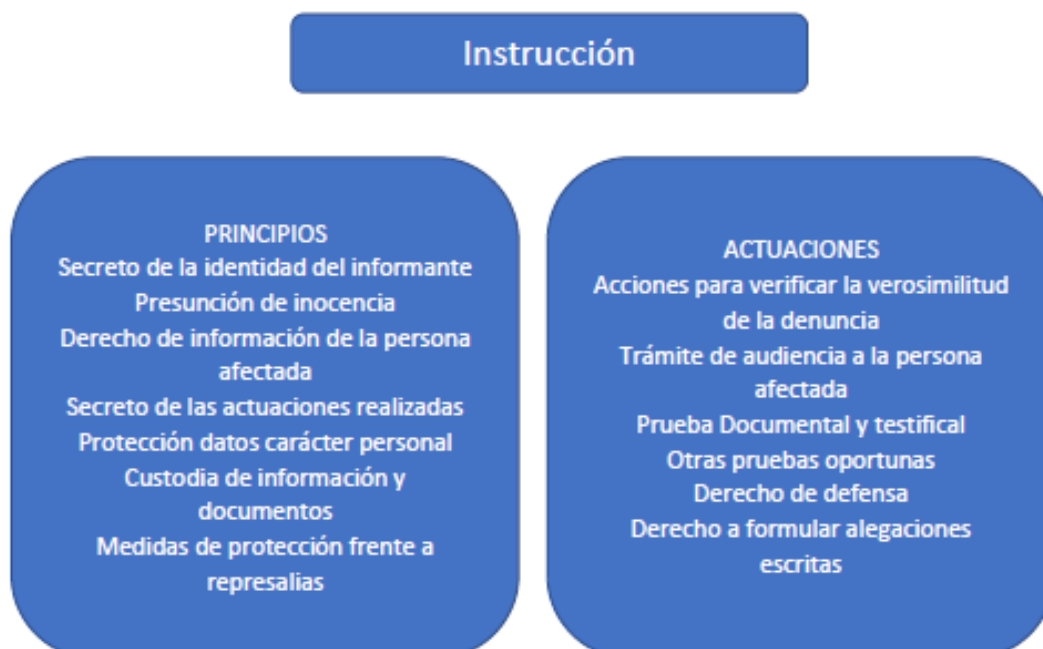 Instrucción
PRINCIPIOS
Secreto de la identidad del informante
Presunción de inocencia
Derecho de información de la persona
afectada
Secreto de las actuaciones realizadas
Protección datos carácter personal
Custodia de información y
documentos
Medidas de protección frente a
represalias
ACTUACIONES
Acciones para verificar la verosimilitud
de la denuncia
Trámite de audiencia a la persona
afectada
Prueba Documental y testifical
Otras pruebas oportunas
Derecho de defensa
Derecho a formular alegaciones
escritas